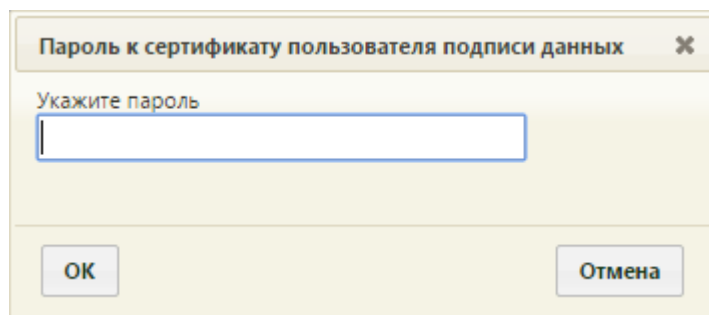 Пароль к сертификату пользователя подписи данных
Укажите пароль
ОК
Отмена